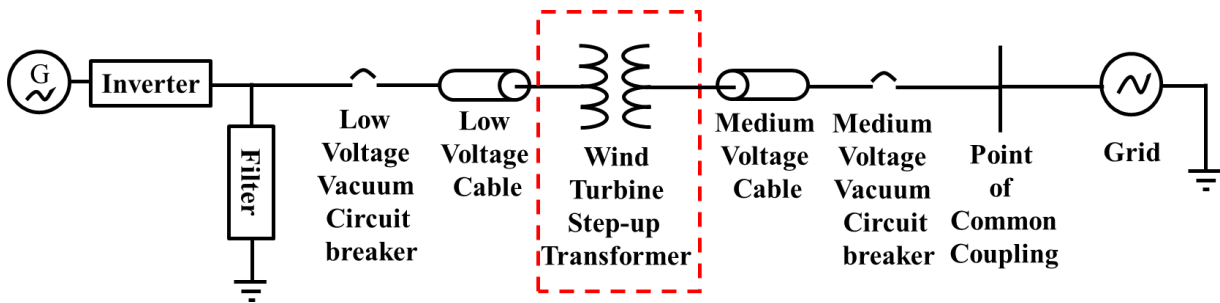 G
Inverter
Filter
Low
Voltage
Vacuum
Circuit
breaker
Low
Voltage
Cable
Wind
Turbine
Step-up
Transformer
Medium
Voltage
Cable
Medium
Voltage
Vacuum
Circuit
breaker
Point
of
Common
Coupling
Grid